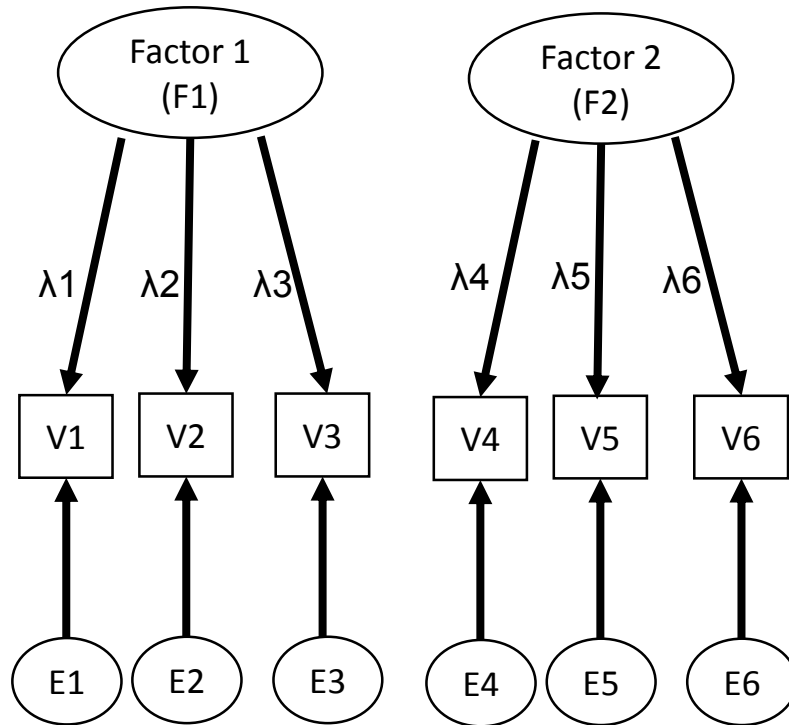 Factor 1
(F1)
Factor 2
(F2)
λ1 λ2 λ3 λ4 λ5 λ6
V1 V2 V3 V4 V5 V6
E1 E2 E3 E4 E5 E6